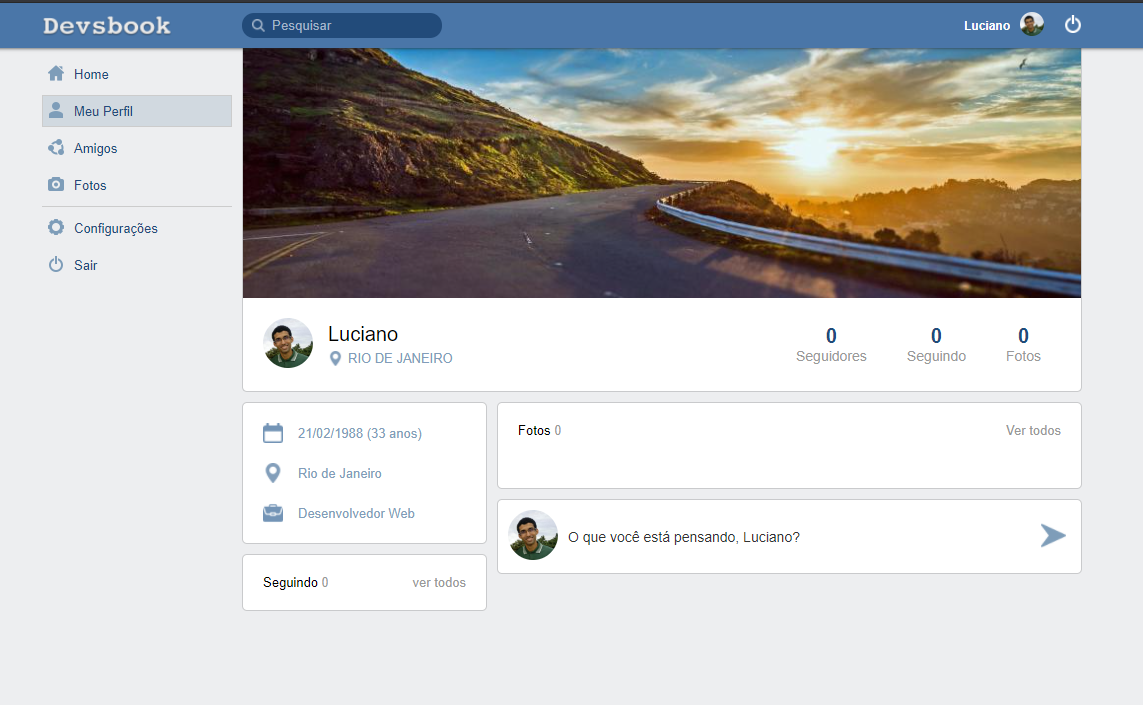 Devsbook
Pesquisar
Luciano
Home
Meu Perfil
Amigos
Fotos
Configurações
Sair
Luciano
RIO DE JANEIRO
0
Seguidores
0
Seguindo
0
Fotos
21/02/1988 (33 anos)
Rio de Janeiro
Desenvolvedor Web
Seguindo 0 ver todos
Fotos 0 Ver todos
O que você está pensando, Luciano?